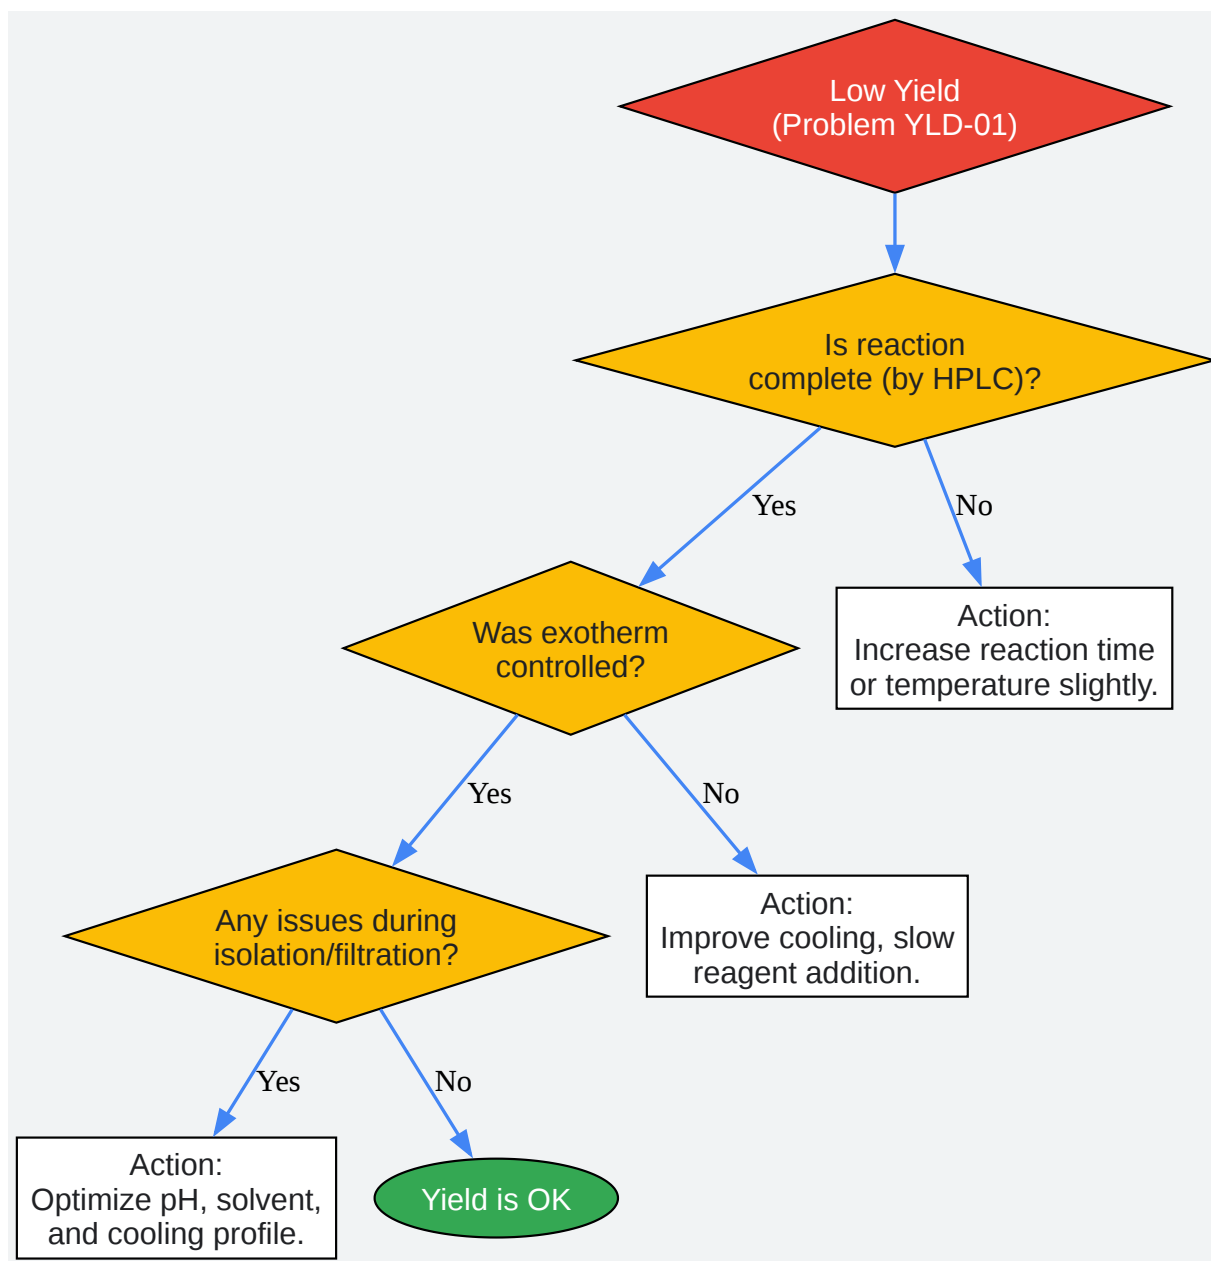 Low Yield
(Problem YLD-01)
Is reaction
complete (by HPLC)?
Yes
No
Was exotherm
controlled?
Action:
Increase reaction time
or temperature slightly.
Yes
No
Any issues during
isolation/filtration?
Action:
Improve cooling, slow
reagent addition.
Yes
No
Action:
Optimize pH, solvent,
and cooling profile.
Yield is OK